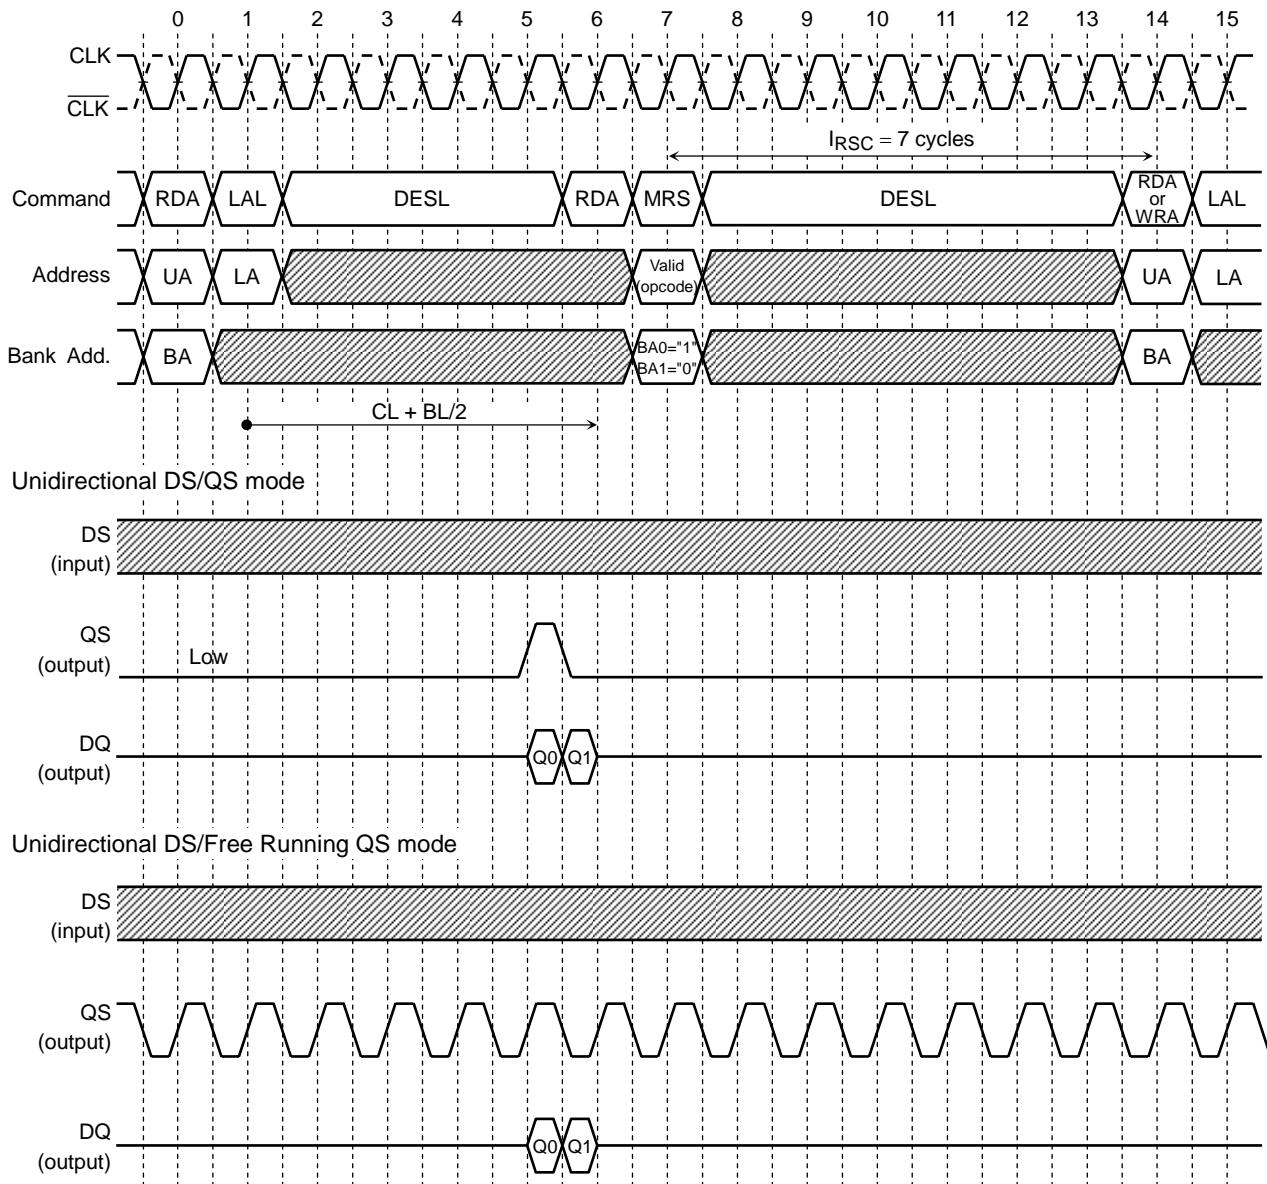 0 1 2 3 4 5 6 7 8 9 10 11 12 13 14 15
CLK
CLK
IRSC = 7 cycles
Command RDA LAL DESL RDA MRS DESL RDA or WRA LAL
Address UA LA Valid (opcode) UA LA
Bank Add. BA BA0="1" BA1="0" BA
CL + BL/2
Unidirectional DS/QS mode
DS
(input)
QS
(output)
Low
DQ
(output)
Q0 Q1
Unidirectional DS/Free Running QS mode
DS
(input)
QS
(output)
DQ
(output)
Q0 Q1